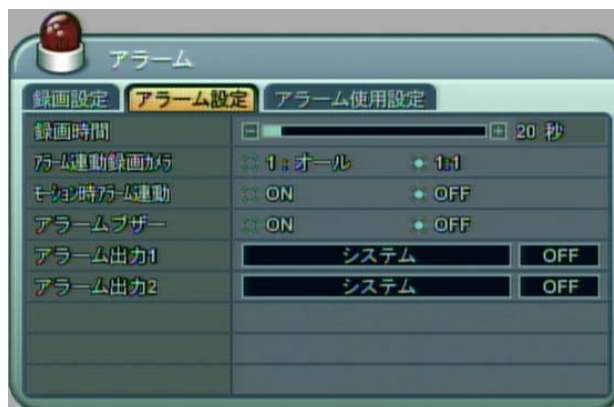 アラーム
録画設定 アラーム設定 アラーム使用設定
録画時間 20 秒
アラーム連動録画カメラ 1 : オール 1:1
モーション時アラーム連動 ON OFF
アラームブザー ON OFF
アラーム出力1 システム OFF
アラーム出力2 システム OFF